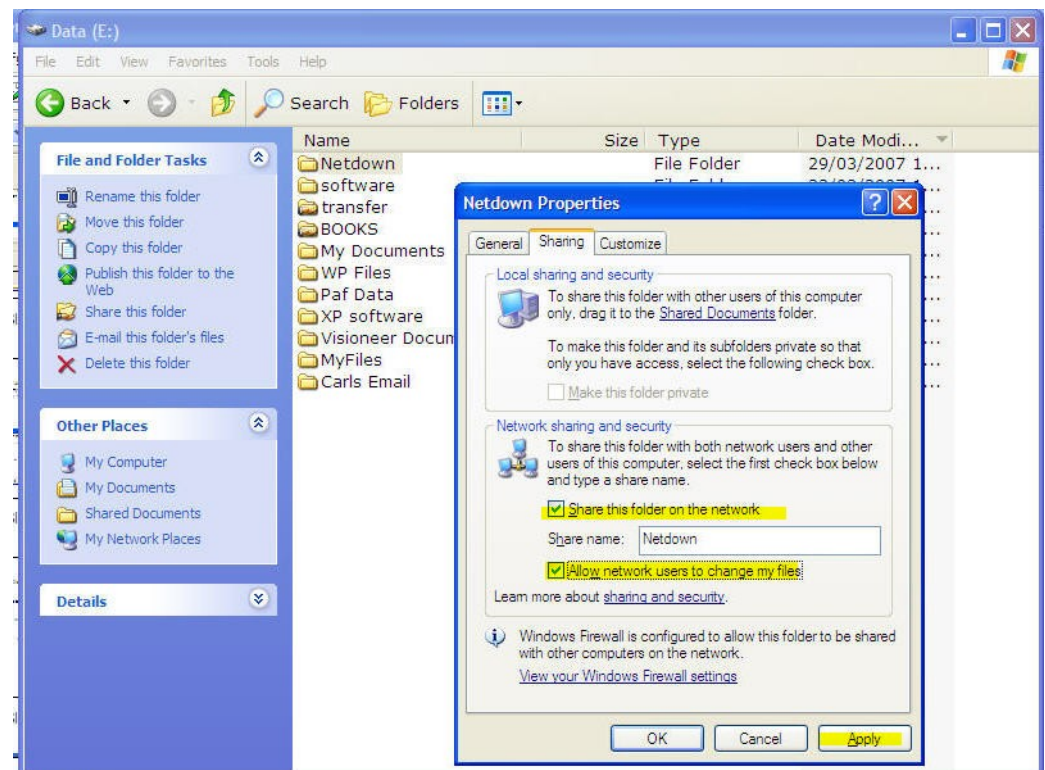 Data (E:)
File Edit View Favorites Tools Help
Back Search Folders
File and Folder Tasks
Rename this folder
Move this folder
Copy this folder
Publish this folder to the
Web
Share this folder
E-mail this folder's files
Delete this folder
Other Places
My Computer
My Documents
Shared Documents
My Network Places
Details
Name Size Type Date Modi...
Netdown File Folder 29/03/2007 1...
software
transfer
BOOKS
My Documents
WP Files
Paf Data
XP software
Visioneer Docum
MyFiles
Carls Email
Netdown Properties
General Sharing Customize
Local sharing and security
To share this folder with other users of this computer
only, drag it to the Shared Documents folder.
To make this folder and its subfolders private so that
only you have access, select the following check box.
Make this folder private
Network sharing and security
To share this folder with both network users and other
users of this computer, select the first check box below
and type a share name.
Share this folder on the network
Share name: Netdown
Allow network users to change my files
Learn more about sharing and security.
Windows Firewall is configured to allow this folder to be shared
with other computers on the network.
View your Windows Firewall settings
OK Cancel Apply